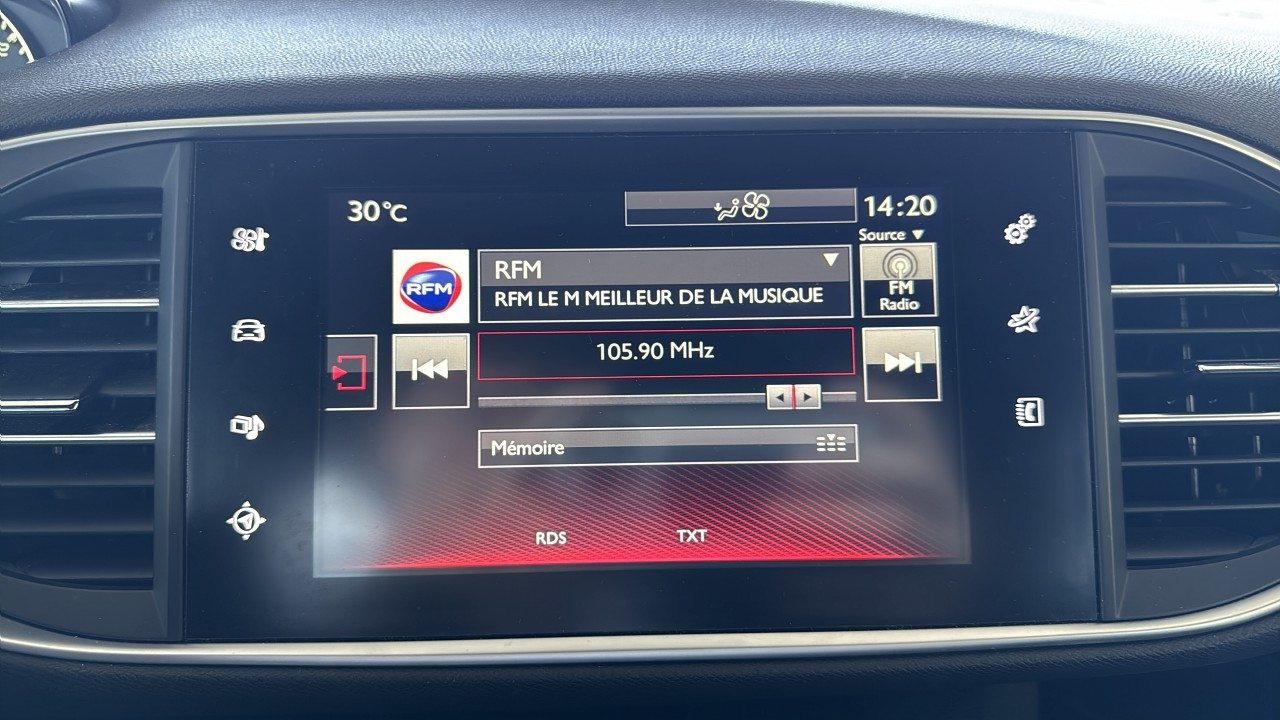 30°C
14:20
Source
RFM
RFM
RFM LE M MEILLEUR DE LA MUSIQUE
FM
Radio
105.90 MHz
Mémoire
RDS
TXT